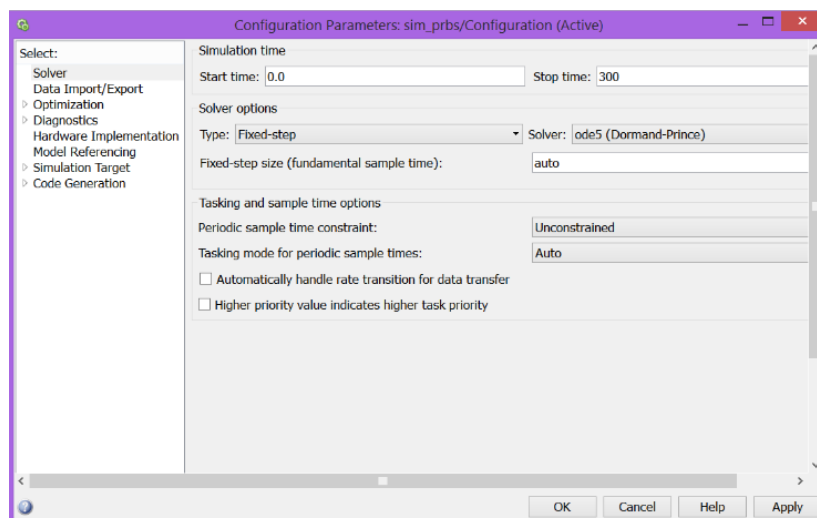 Configuration Parameters: sim_prbs/Configuration (Active)
Select:
Solver
Data Import/Export
Optimization
Diagnostics
Hardware Implementation
Model Referencing
Simulation Target
Code Generation
Simulation time
Start time: 0.0 Stop time: 300
Solver options
Type: Fixed-step Solver: ode5 (Dormand-Prince)
Fixed-step size (fundamental sample time): auto
Tasking and sample time options
Periodic sample time constraint: Unconstrained
Tasking mode for periodic sample times: Auto
Automatically handle rate transition for data transfer
Higher priority value indicates higher task priority
OK Cancel Help Apply